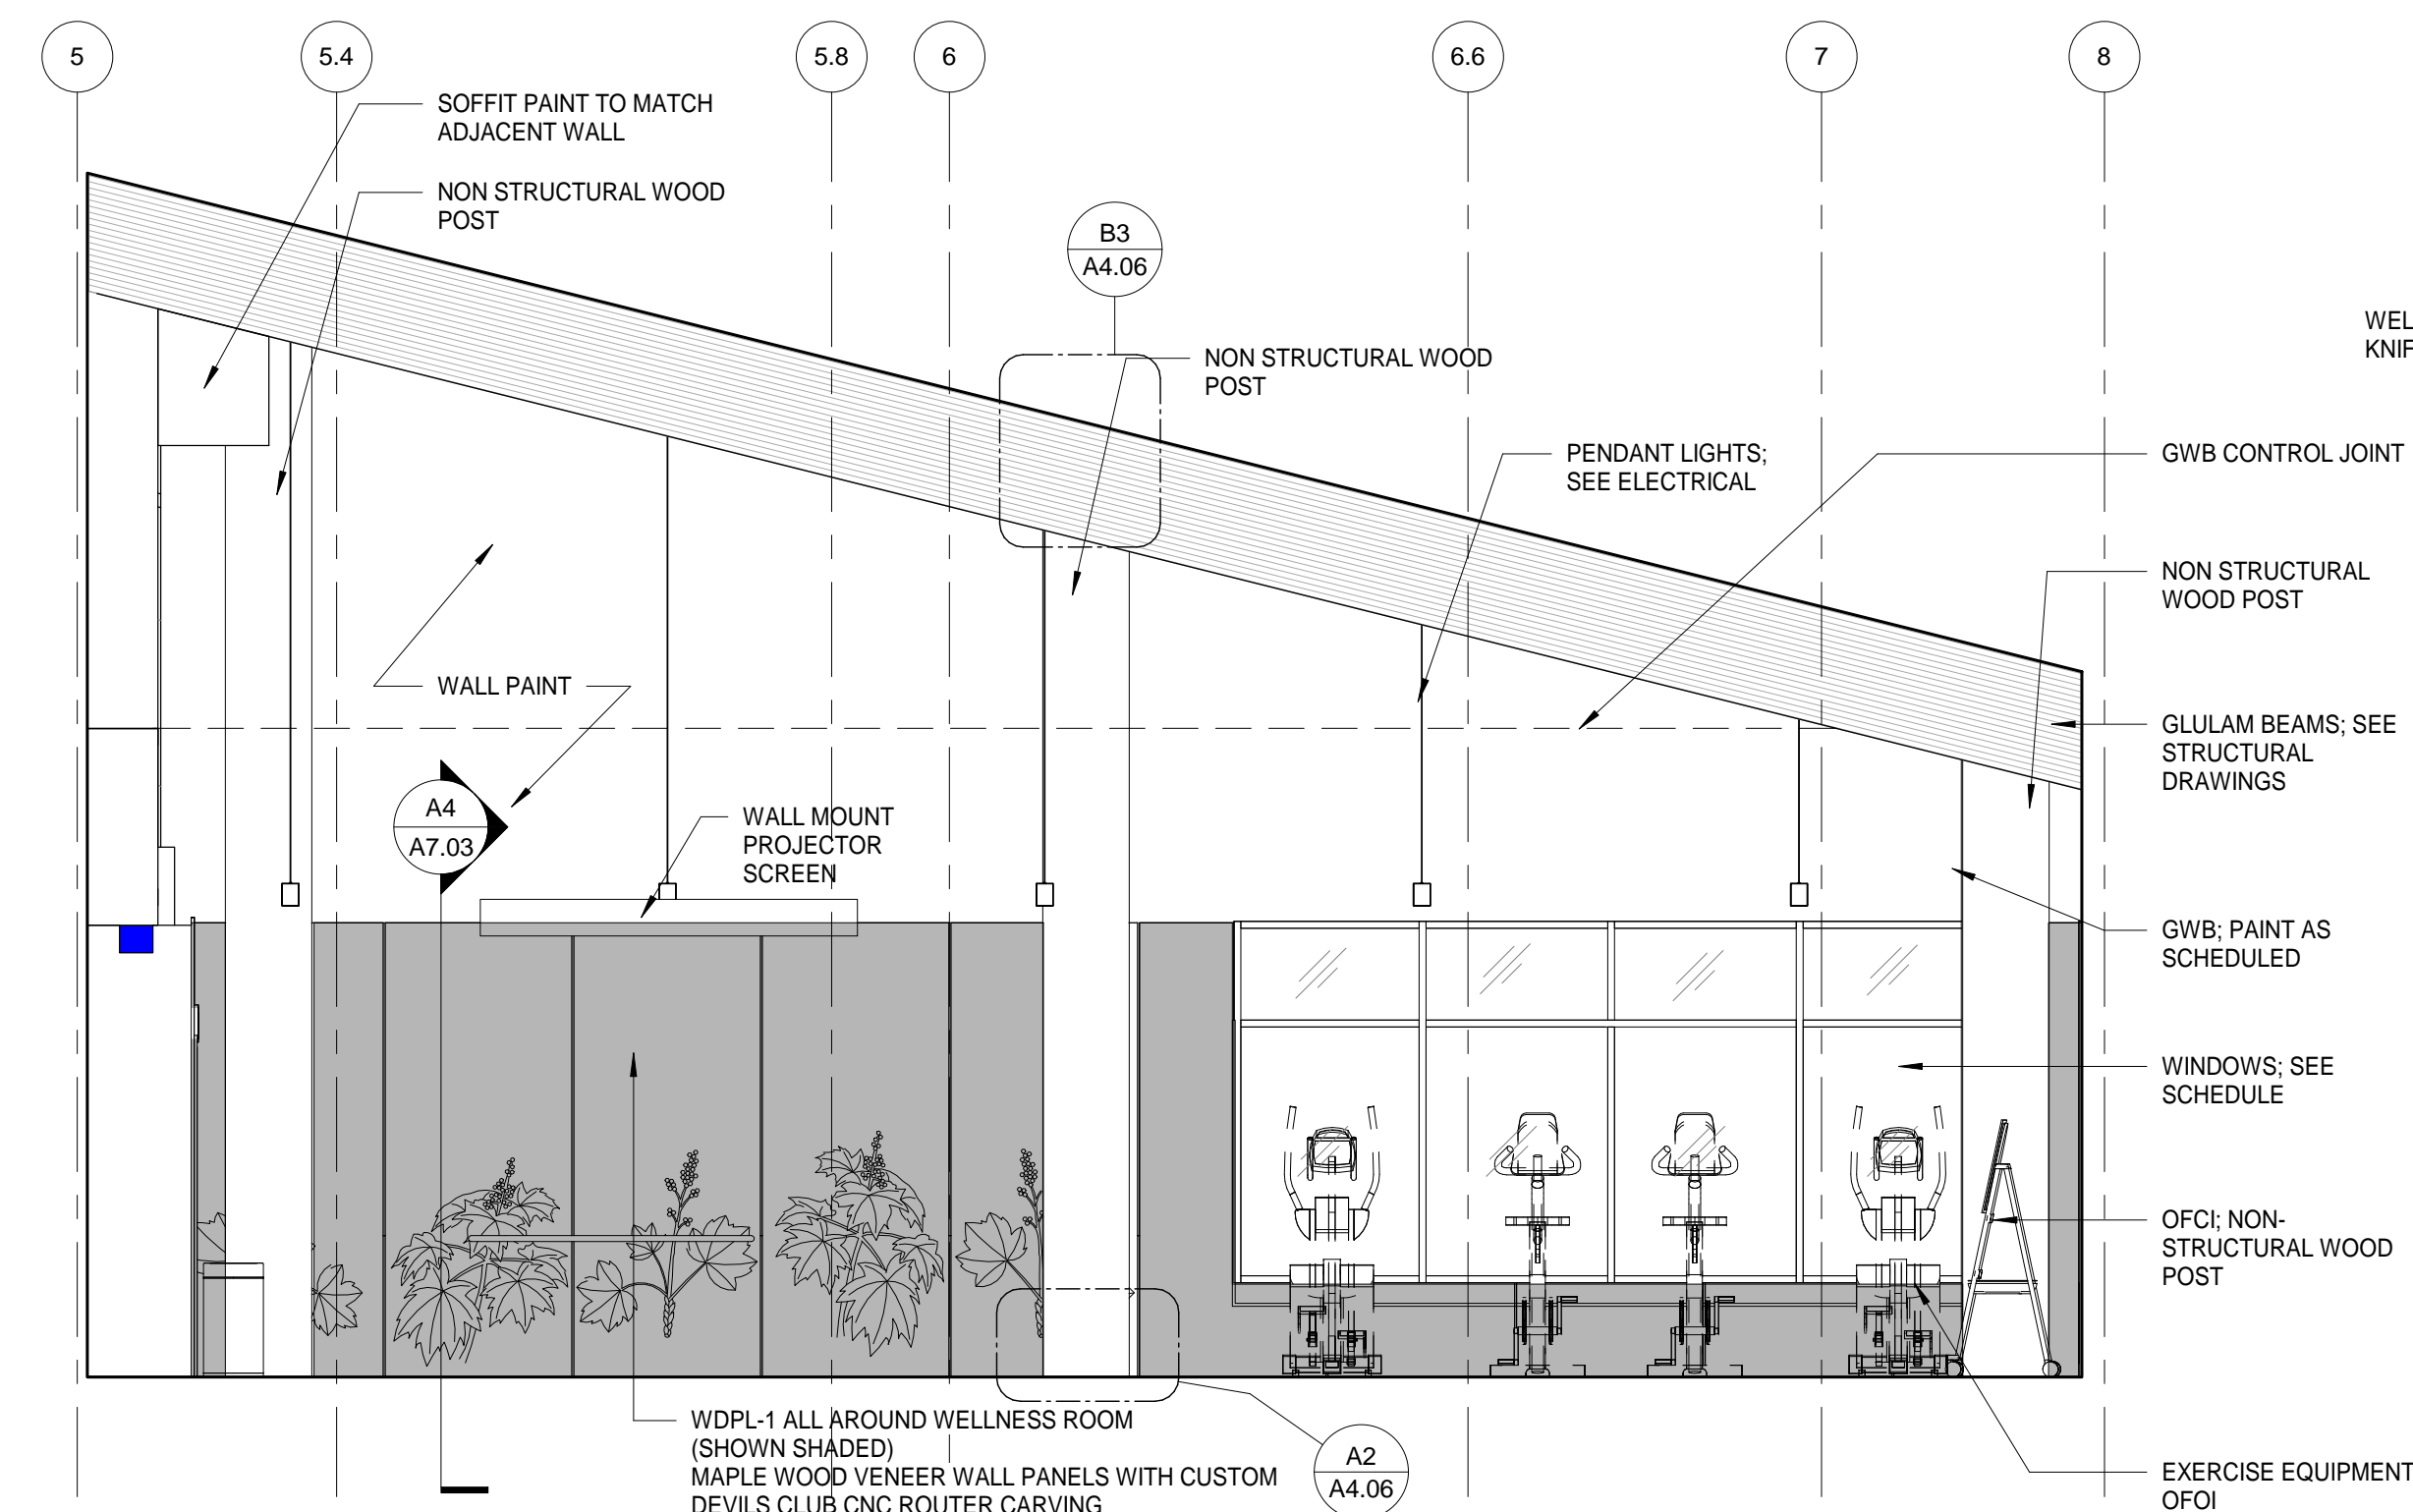 5
5.4
5.8
6
6.6
7
8
SOFFIT PAINT TO MATCH
ADJACENT WALL
NON STRUCTURAL WOOD
POST
B3
A4.06
NON STRUCTURAL WOOD
POST
WEL
KNIF
PENDANT LIGHTS;
SEE ELECTRICAL
GWB CONTROL JOINT
NON STRUCTURAL
WOOD POST
WALL PAINT
GLULAM BEAMS; SEE
STRUCTURAL
DRAWINGS
A4
A7.03
WALL MOUNT
PROJECTOR
SCREEN
GWB; PAINT AS
SCHEDULED
WINDOWS; SEE
SCHEDULE
OFCI; NON-
STRUCTURAL WOOD
POST
WDPL-1 ALL AROUND WELLNESS ROOM
(SHOWN SHADED)
MAPLE WOOD VENEER WALL PANELS WITH CUSTOM
DEVILS CLUB CNC ROUTER CARVING
A2
A4.06
EXERCISE EQUIPMENT
OFOI